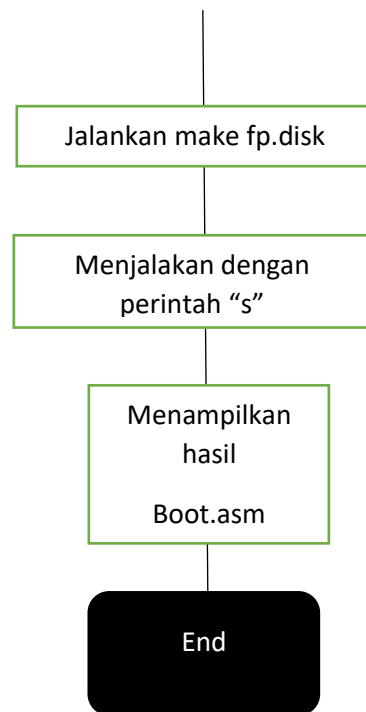 Jalankan make fp.disk
Menjalakan dengan
perintah “s”
Menampilkan
hasil
Boot.asm
End